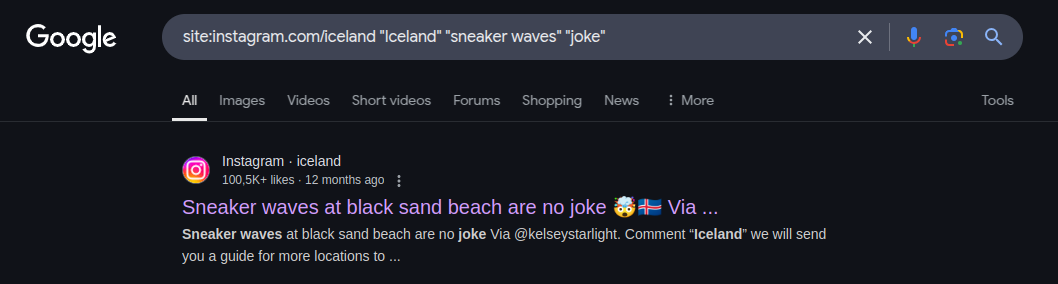 Google
site:instagram.com/iceland "Iceland" "sneaker waves" "joke"
All Images Videos Short videos Forums Shopping News More Tools
Instagram · iceland
100,5K+ likes · 12 months ago
Sneaker waves at black sand beach are no joke 🤯🇮🇸 Via ...
Sneaker waves at black sand beach are no joke Via @kelseystarlight. Comment “Iceland” we will send
you a guide for more locations to ...